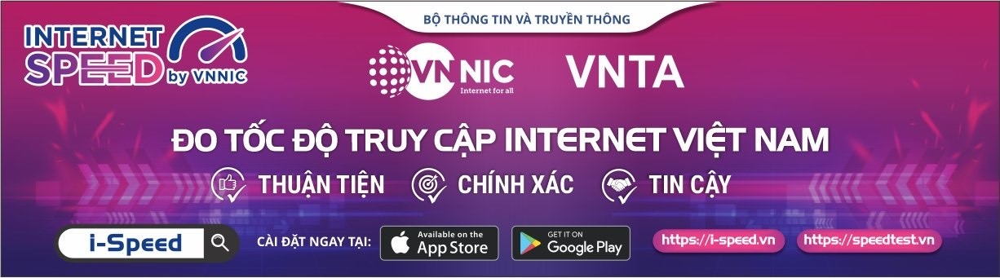 BỘ THÔNG TIN VÀ TRUYỀN THÔNG
INTERNET
SPEED
by VNNIC
VNNIC
Internet for all
VNTA
ĐO TỐC ĐỘ TRUY CẬP INTERNET VIỆT NAM
THUẬN TIỆN CHÍNH XÁC TIN CẬY
i-Speed
CÀI ĐẶT NGAY TẠI:
Available on the
App Store
GET IT ON
Google Play
https://i-speed.vn
https://speedtest.vn